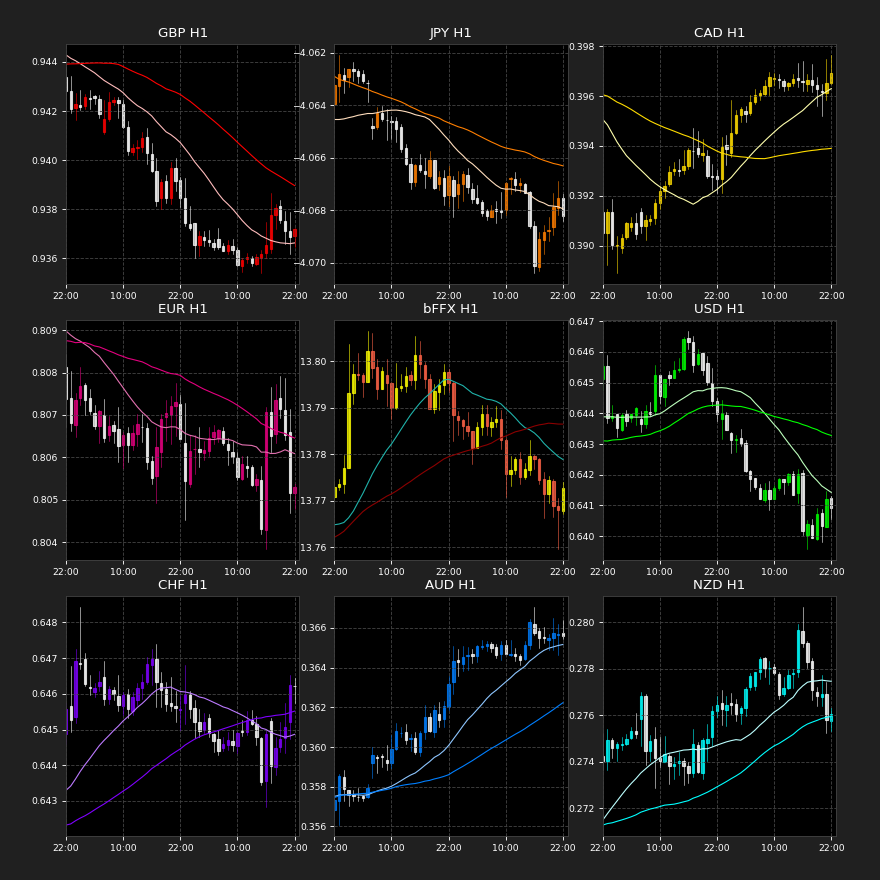 GBP H1 JPY H1 CAD H1
0.944 0.942 0.940 0.938 0.936
−4.062 −4.064 −4.066 −4.068 −4.070
0.398 0.396 0.394 0.392 0.390
22:00 10:00 22:00 10:00 22:00 22:00 10:00 22:00 10:00 22:00 22:00 10:00 22:00 10:00 22:00
EUR H1 bFFX H1 USD H1
0.809 0.808 0.807 0.806 0.805 0.804
13.80 13.79 13.78 13.77 13.76
0.647 0.646 0.645 0.644 0.643 0.642 0.641 0.640
22:00 10:00 22:00 10:00 22:00 22:00 10:00 22:00 10:00 22:00 22:00 10:00 22:00 10:00 22:00
CHF H1 AUD H1 NZD H1
0.648 0.647 0.646 0.645 0.644 0.643
0.366 0.364 0.362 0.360 0.358 0.356
0.280 0.278 0.276 0.274 0.272
22:00 10:00 22:00 10:00 22:00 22:00 10:00 22:00 10:00 22:00 22:00 10:00 22:00 10:00 22:00